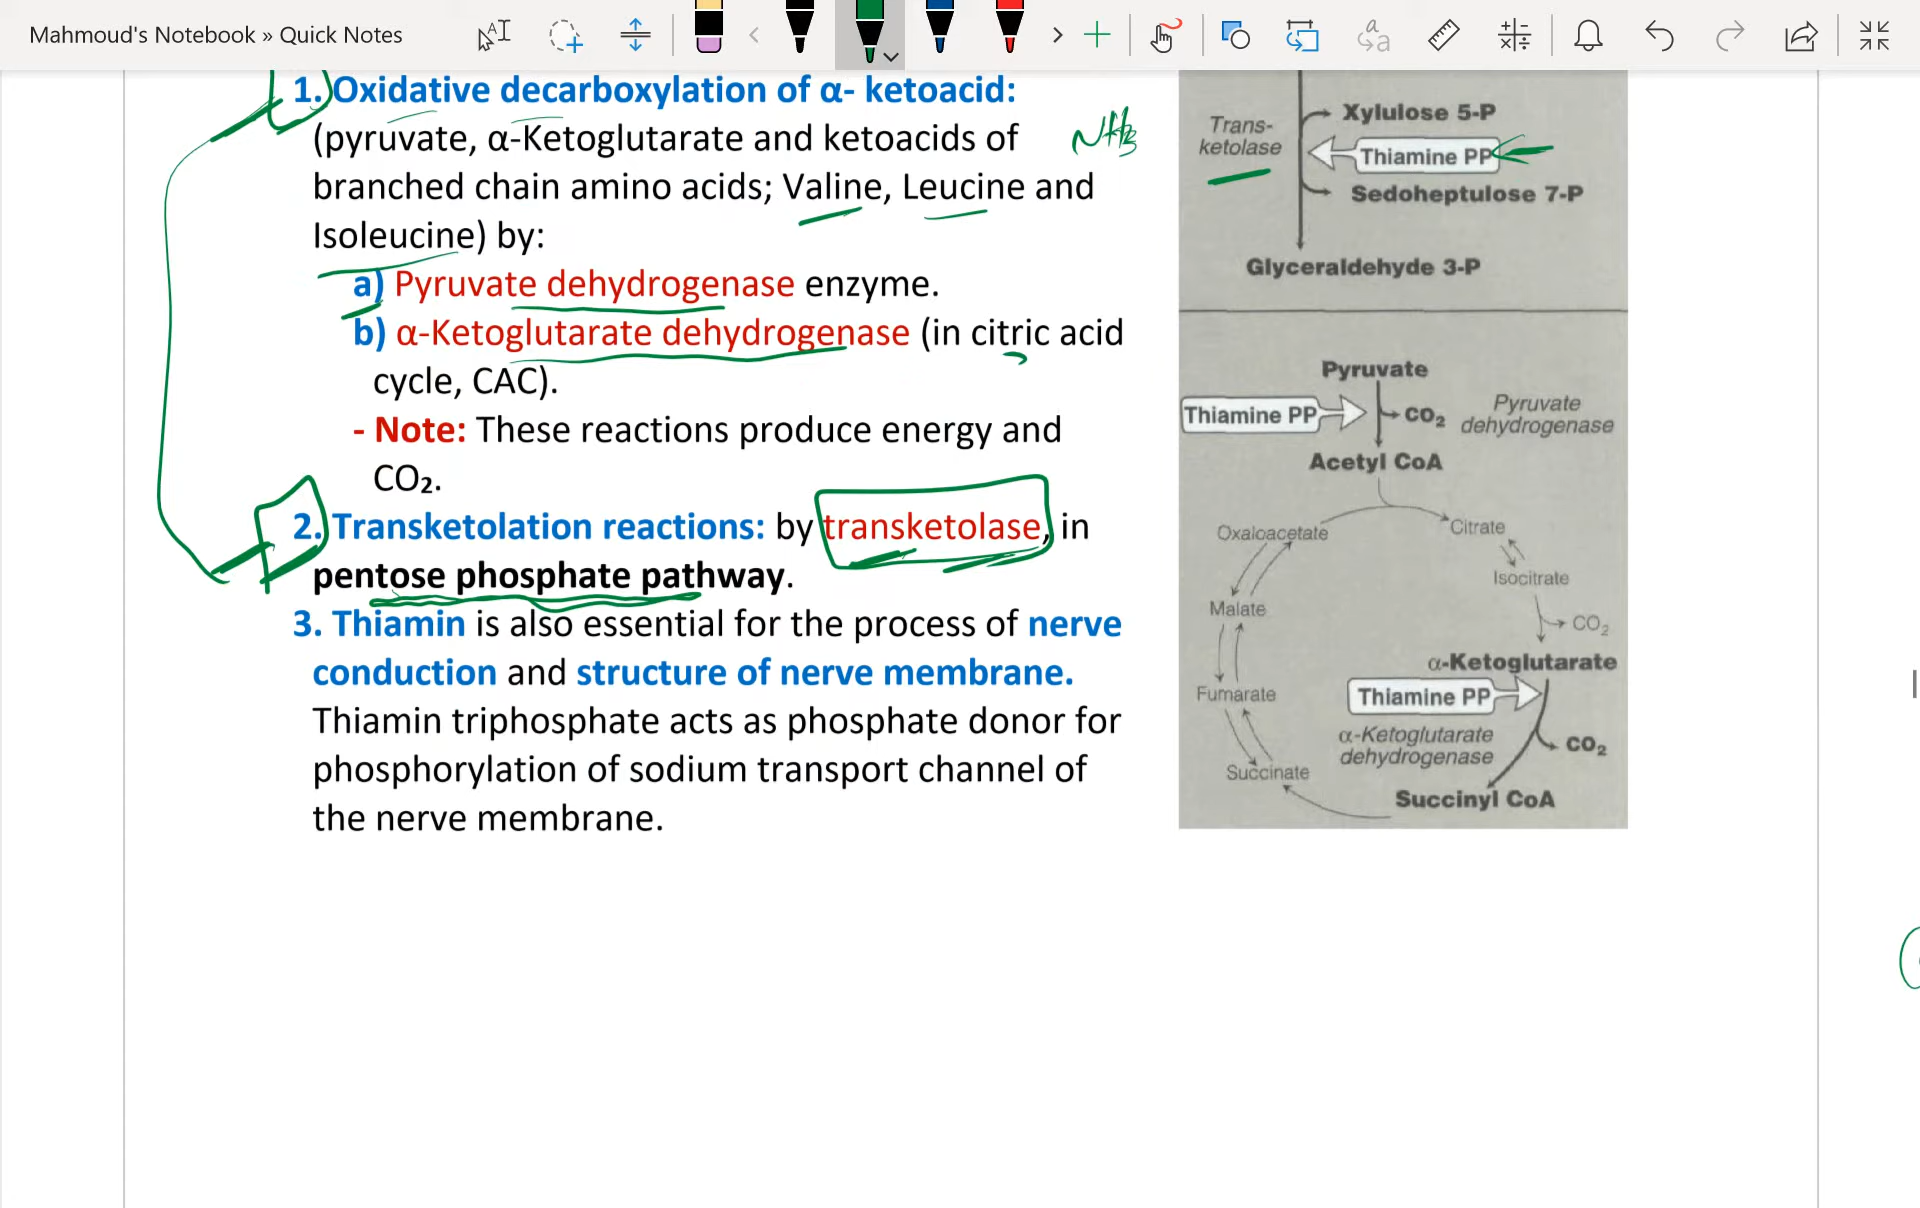 Mahmoud's Notebook » Quick Notes
1. Oxidative decarboxylation of α- ketoacid:
(pyruvate, α-Ketoglutarate and ketoacids of
branched chain amino acids; Valine, Leucine and
Isoleucine) by:
a) Pyruvate dehydrogenase enzyme.
b) α-Ketoglutarate dehydrogenase (in citric acid
cycle, CAC).
- Note: These reactions produce energy and
CO₂.
2. Transketolation reactions: by transketolase, in
pentose phosphate pathway.
3. Thiamin is also essential for the process of nerve
conduction and structure of nerve membrane.
Thiamin triphosphate acts as phosphate donor for
phosphorylation of sodium transport channel of
the nerve membrane.
NH₃
Xylulose 5-P
Trans-
ketolase
Thiamine PP
Sedoheptulose 7-P
Glyceraldehyde 3-P
Pyruvate
Thiamine PP
CO₂
Pyruvate
dehydrogenase
Acetyl CoA
Oxaloacetate
Citrate
Isocitrate
Malate
CO₂
α-Ketoglutarate
Fumarate
Thiamine PP
α-Ketoglutarate
dehydrogenase
CO₂
Succinate
Succinyl CoA